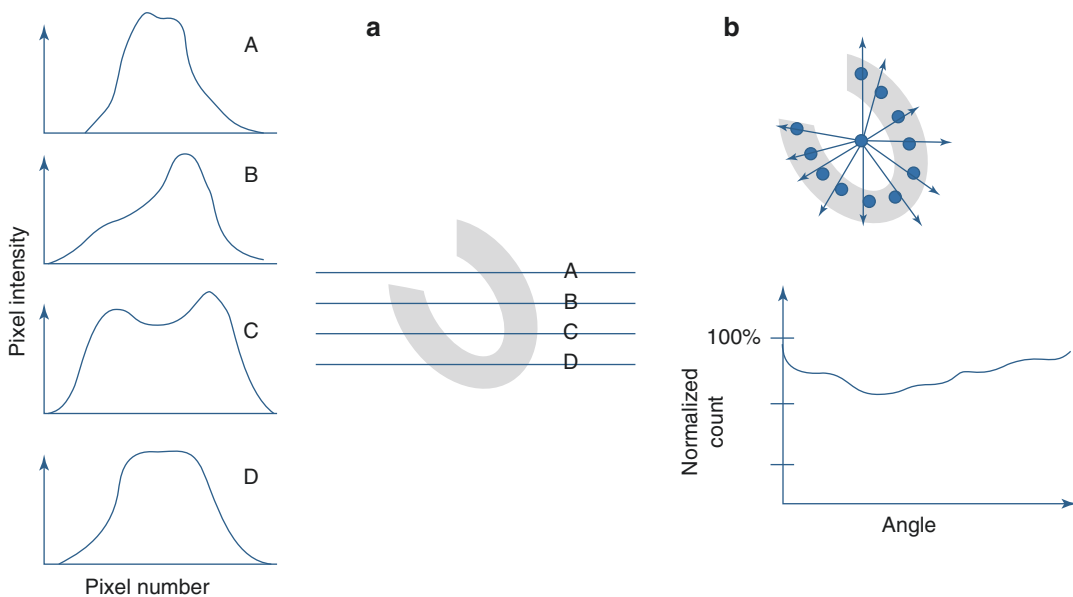 A
B
C
D
Pixel intensity
Pixel number
a
A
B
C
D
b
100%
Normalized
count
Angle